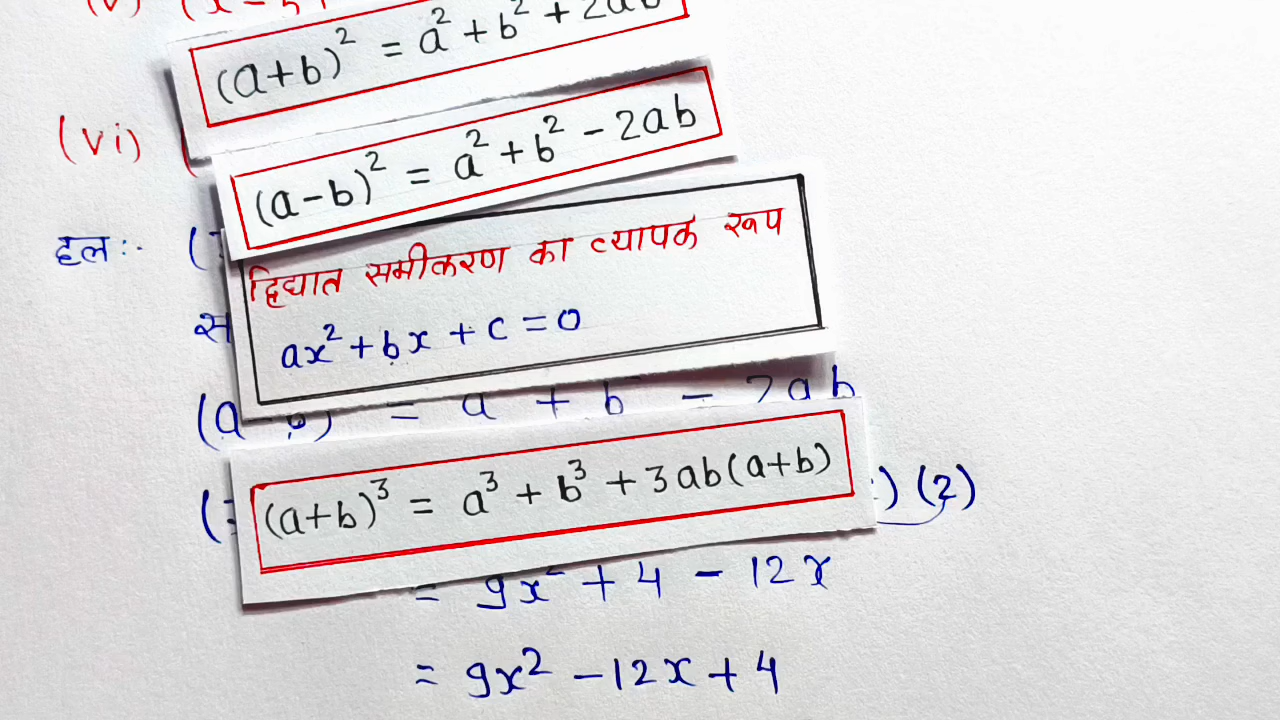 (v)
(a+b)² = a²+b²+2ab
(vi) (
(a-b)² = a²+b²-2ab
हल:- (
द्विघात समीकरण का व्यापक रूप
स
ax²+bx+c=0
(a b) = a + b - 2ab
(a+b)³ = a³+b³+3ab(a+b)
( )(2)
= 9x²+4-12x
= 9x²-12x+4